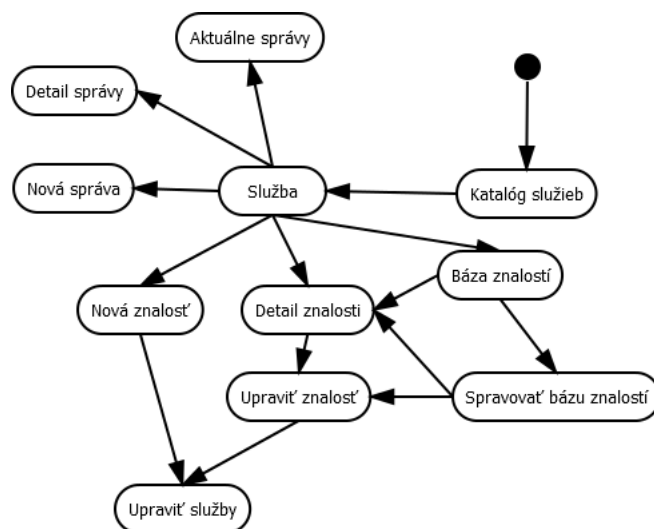 Aktuálne správy
Detail správy
Nová správa
Služba
Katalóg služieb
Báza znalostí
Nová znalosť
Detail znalosti
Upraviť znalosť
Spravovať bázu znalostí
Upraviť služby